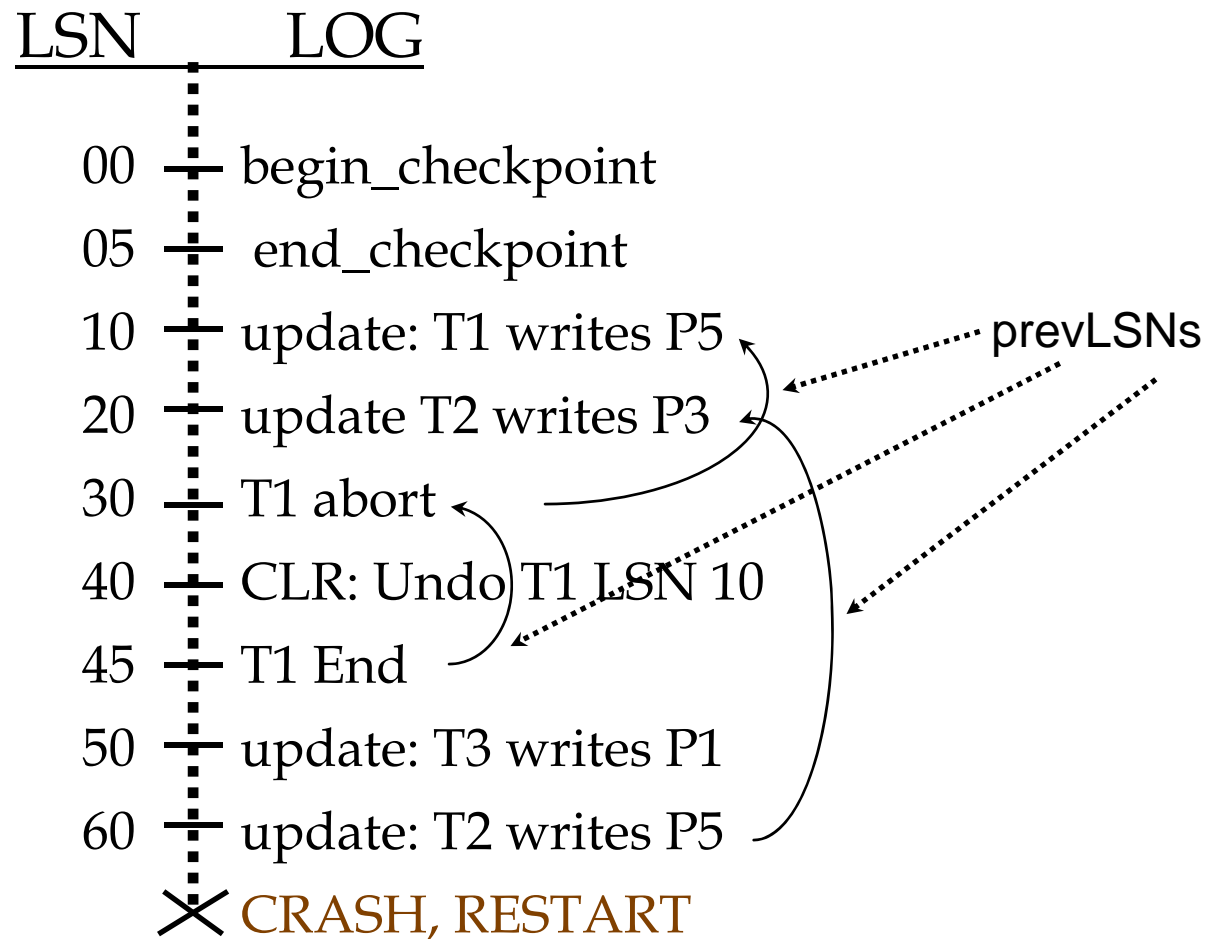 LSN LOG
00 begin_checkpoint
05 end_checkpoint
10 update: T1 writes P5 prevLSNs
20 update T2 writes P3
30 T1 abort
40 CLR: Undo T1 LSN 10
45 T1 End
50 update: T3 writes P1
60 update: T2 writes P5
CRASH, RESTART